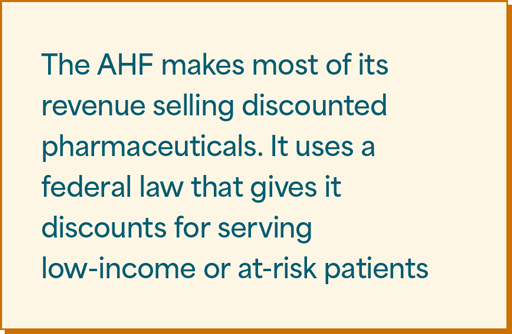 The AHF makes most of its
revenue selling discounted
pharmaceuticals. It uses a
federal law that gives it
discounts for serving
low-income or at-risk patients